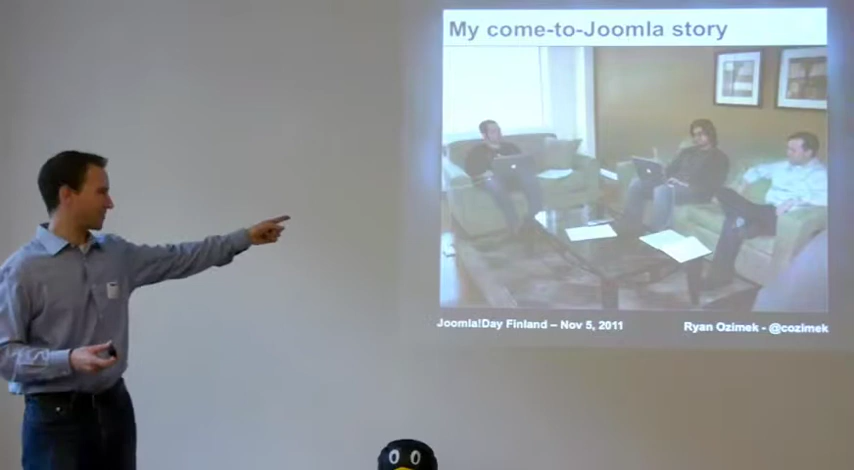 My come-to-Joomla story
Joomla!Day Finland – Nov 5, 2011
Ryan Ozimek - @cozimek